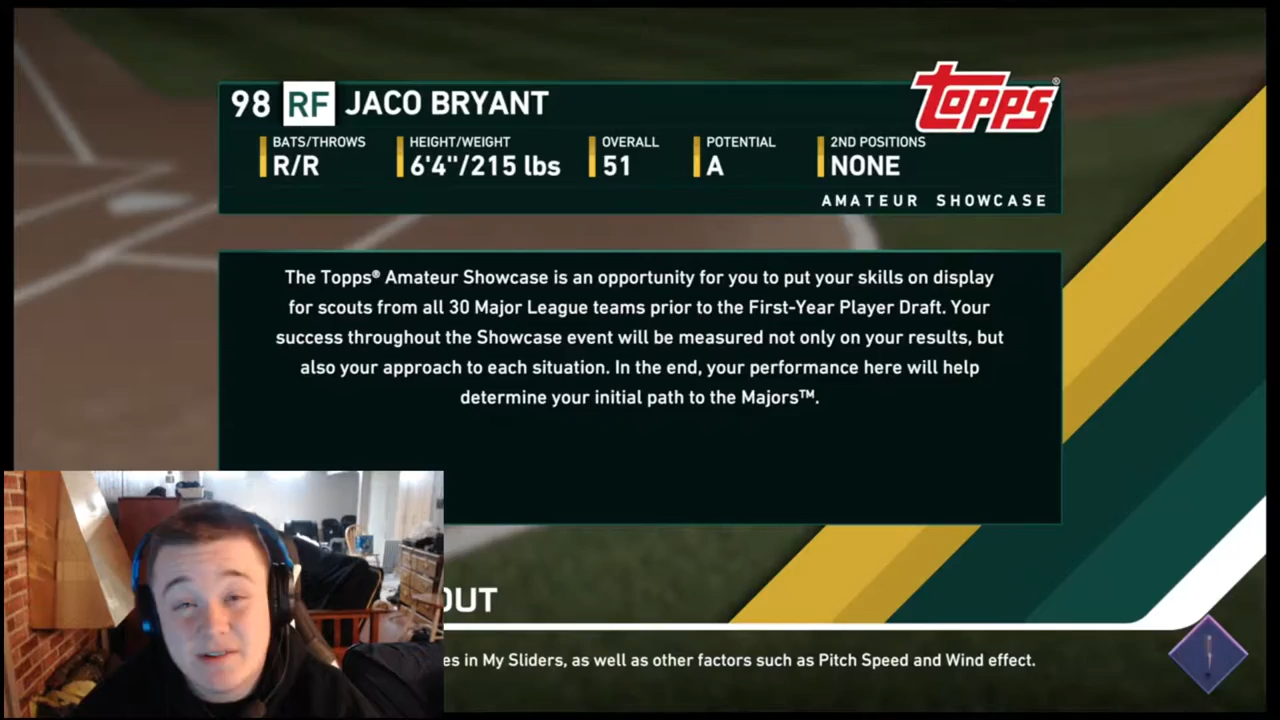 98 RF JACO BRYANT
TOPPS®
BATS/THROWS HEIGHT/WEIGHT OVERALL POTENTIAL 2ND POSITIONS
R/R 6'4"/215 lbs 51 A NONE
AMATEUR SHOWCASE
The Topps® Amateur Showcase is an opportunity for you to put your skills on display
for scouts from all 30 Major League teams prior to the First-Year Player Draft. Your
success throughout the Showcase event will be measured not only on your results, but
also your approach to each situation. In the end, your performance here will help
determine your initial path to the Majors™.
OUT
es in My Sliders, as well as other factors such as Pitch Speed and Wind effect.